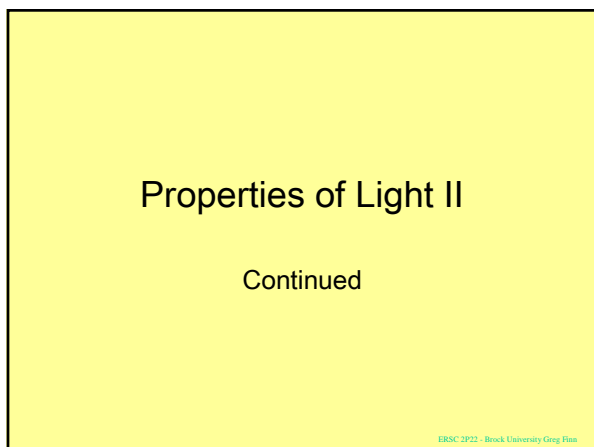 Properties of Light II
Continued
ERSC 2P22 - Brock University Greg Finn